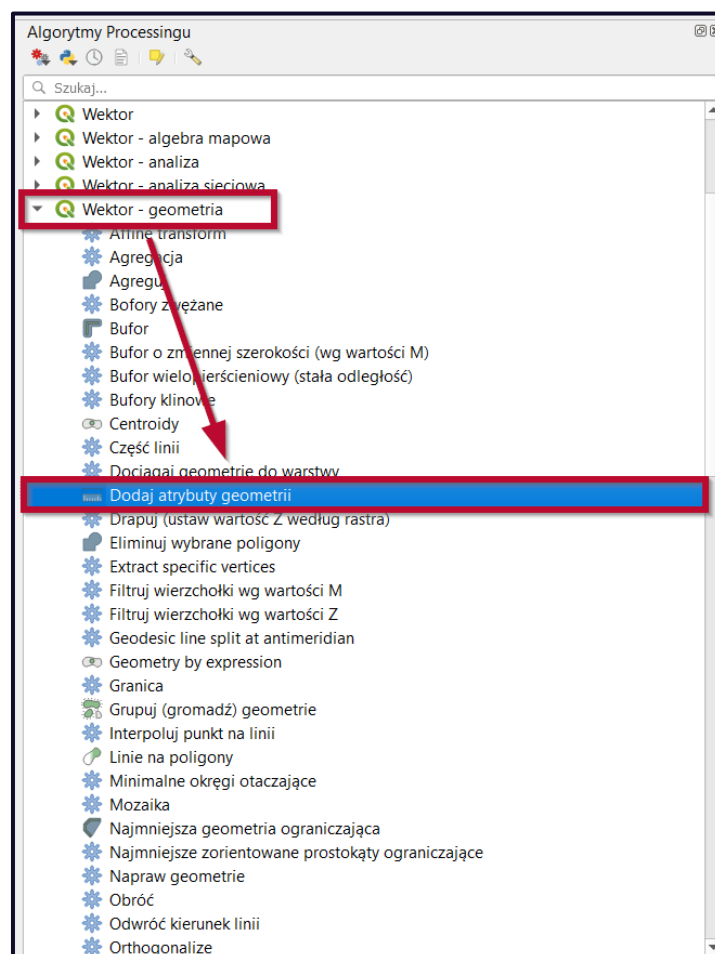 Algorytmy Processingu
Szukaj...
Wektor
Wektor - algebra mapowa
Wektor - analiza
Wektor - analiza sieciowa
Wektor - geometria
Affine transform
Agregacja
Agreguj
Bofory zwężane
Bufor
Bufor o zmiennej szerokości (wg wartości M)
Bufor wielopierścieniowy (stała odległość)
Bufory klinowe
Centroidy
Część linii
Dociągaj geometrie do warstwy
Dodaj atrybuty geometrii
Drapuj (ustaw wartość Z według rastra)
Eliminuj wybrane poligony
Extract specific vertices
Filtruj wierzchołki wg wartości M
Filtruj wierzchołki wg wartości Z
Geodesic line split at antimeridian
Geometry by expression
Granica
Grupuj (gromadź) geometrie
Interpoluj punkt na linii
Linie na poligony
Minimalne okręgi otaczające
Mozaika
Najmniejsza geometria ograniczająca
Najmniejsze zorientowane prostokąty ograniczające
Napraw geometrie
Obróć
Odwróć kierunek linii
Orthogonalize